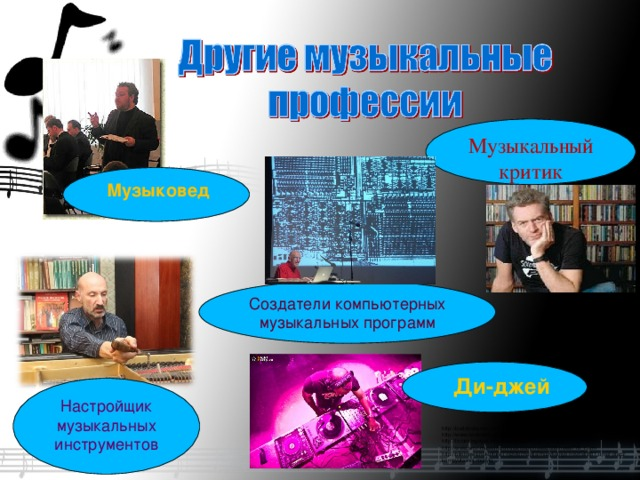 Другие музыкальные
профессии
Музыкальный
критик
Музыковед
Создатели компьютерных
музыкальных программ
Ди-джей
Настройщик
музыкальных
инструментов